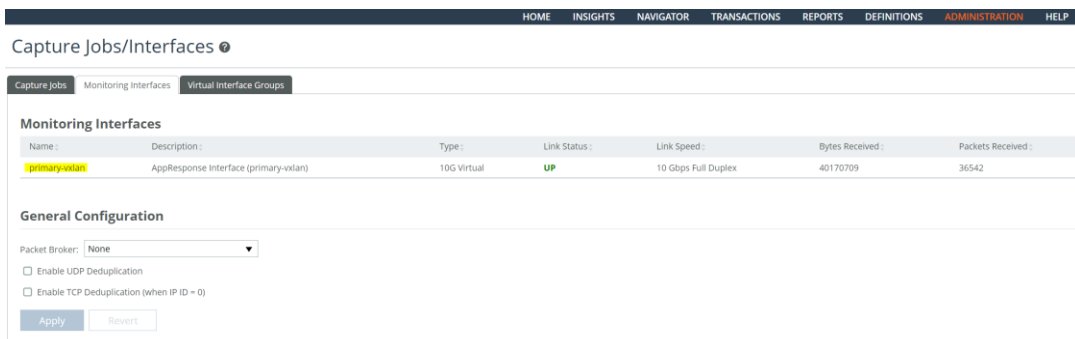 HOME INSIGHTS NAVIGATOR TRANSACTIONS REPORTS DEFINITIONS ADMINISTRATION HELP
Capture Jobs/Interfaces ?
Capture Jobs Monitoring Interfaces Virtual Interface Groups
Monitoring Interfaces
Name : Description : Type : Link Status : Link Speed : Bytes Received : Packets Received :
primary-vxlan AppResponse Interface (primary-vxlan) 10G Virtual UP 10 Gbps Full Duplex 40170709 36542
General Configuration
Packet Broker: None
Enable UDP Deduplication
Enable TCP Deduplication (when IP ID = 0)
Apply Revert